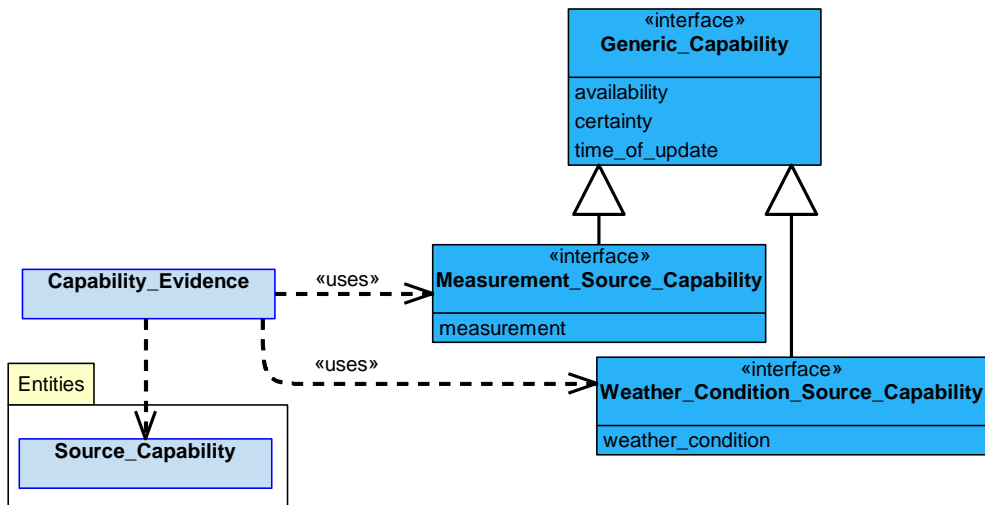 «interface»
Generic_Capability
availability
certainty
time_of_update
«interface»
Measurement_Source_Capability
measurement
Capability_Evidence
«uses»
«uses»
«interface»
Weather_Condition_Source_Capability
weather_condition
Entities
Source_Capability